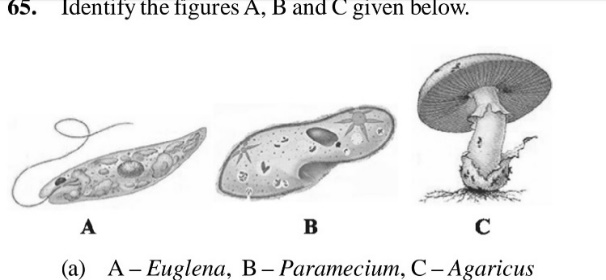 65. Identify the figures A, B and C given below.
A B C
(a) A – Euglena, B – Paramecium, C – Agaricus